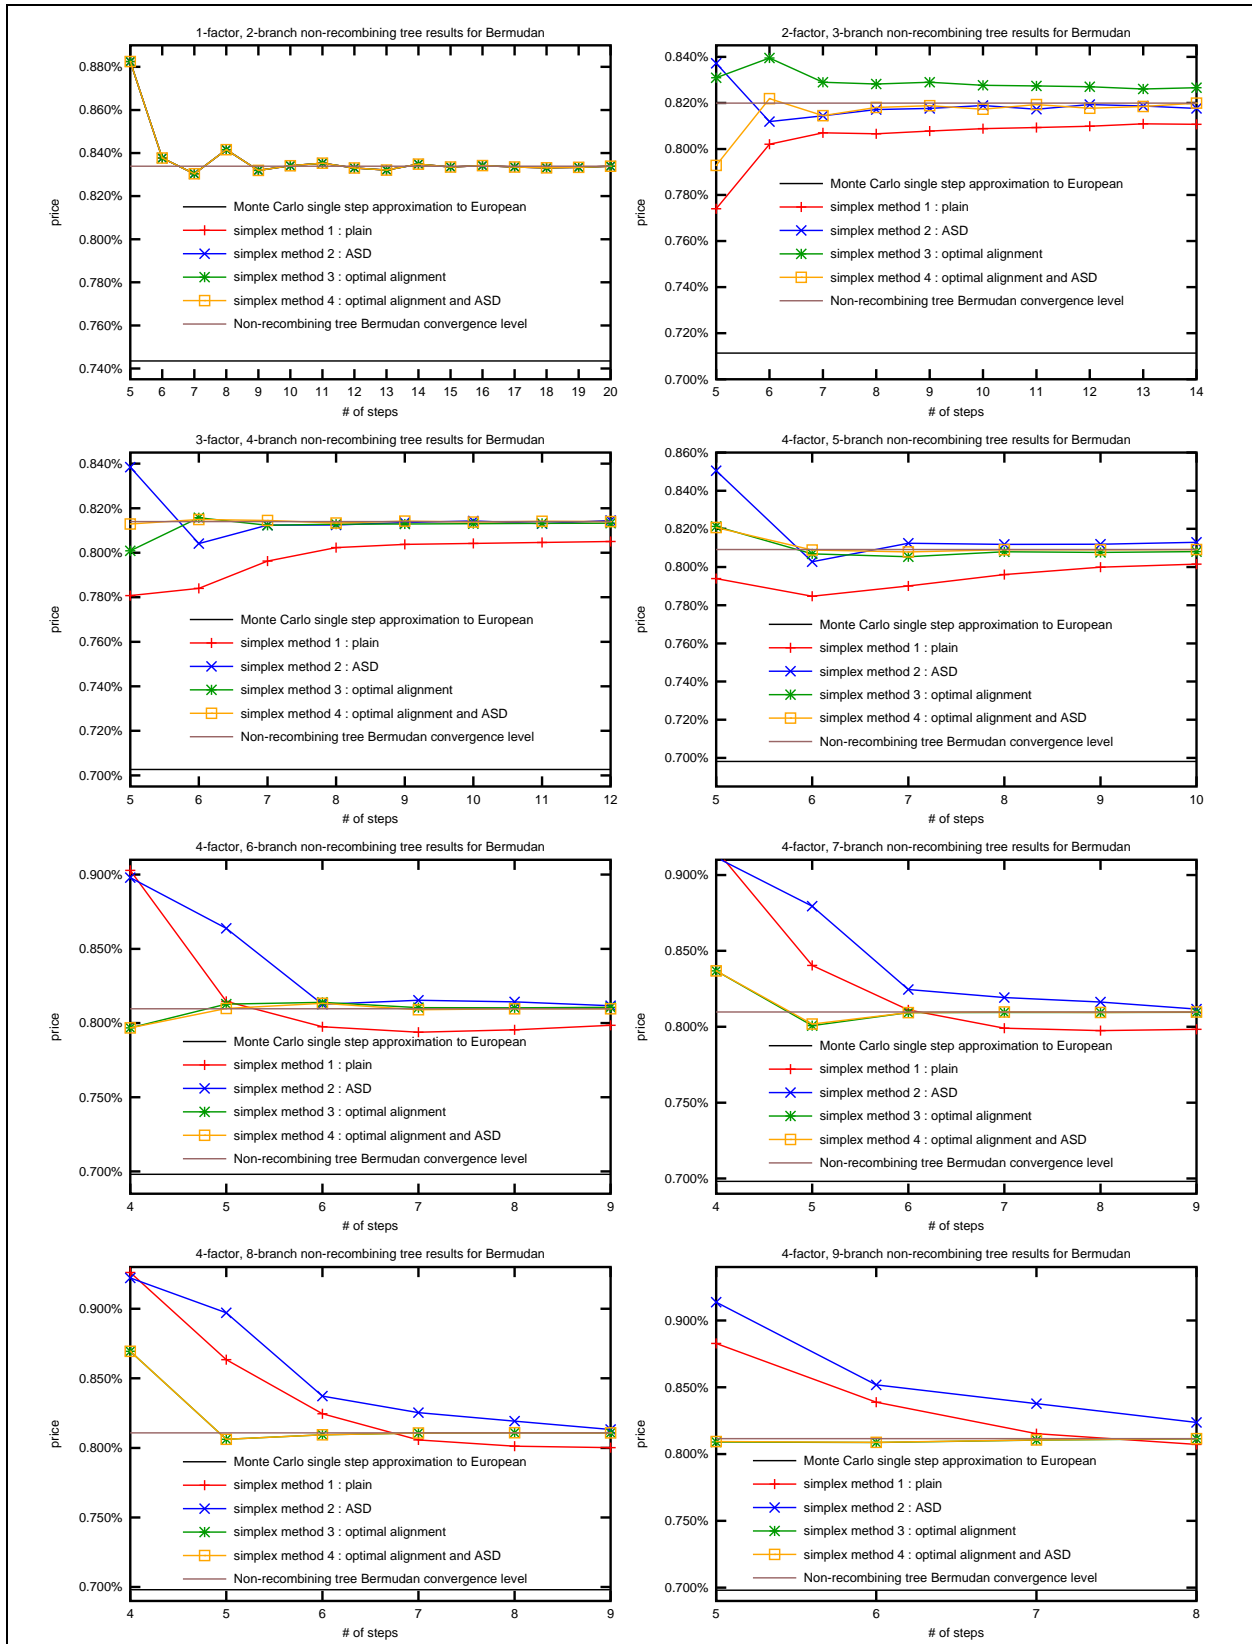 1-factor, 2-branch non-recombining tree results for Bermudan
0.880%
0.860%
0.840%
0.820%
0.800%
0.780%
0.760%
0.740%
price
Monte Carlo single step approximation to European
simplex method 1 : plain
simplex method 2 : ASD
simplex method 3 : optimal alignment
simplex method 4 : optimal alignment and ASD
Non-recombining tree Bermudan convergence level
5 6 7 8 9 10 11 12 13 14 15 16 17 18 19 20
# of steps
2-factor, 3-branch non-recombining tree results for Bermudan
0.840%
0.820%
0.800%
0.780%
0.760%
0.740%
0.720%
0.700%
price
Monte Carlo single step approximation to European
simplex method 1 : plain
simplex method 2 : ASD
simplex method 3 : optimal alignment
simplex method 4 : optimal alignment and ASD
Non-recombining tree Bermudan convergence level
5 6 7 8 9 10 11 12 13 14
# of steps
3-factor, 4-branch non-recombining tree results for Bermudan
0.840%
0.820%
0.800%
0.780%
0.760%
0.740%
0.720%
0.700%
price
Monte Carlo single step approximation to European
simplex method 1 : plain
simplex method 2 : ASD
simplex method 3 : optimal alignment
simplex method 4 : optimal alignment and ASD
Non-recombining tree Bermudan convergence level
5 6 7 8 9 10 11 12
# of steps
4-factor, 5-branch non-recombining tree results for Bermudan
0.860%
0.840%
0.820%
0.800%
0.780%
0.760%
0.740%
0.720%
0.700%
price
Monte Carlo single step approximation to European
simplex method 1 : plain
simplex method 2 : ASD
simplex method 3 : optimal alignment
simplex method 4 : optimal alignment and ASD
Non-recombining tree Bermudan convergence level
5 6 7 8 9 10
# of steps
4-factor, 6-branch non-recombining tree results for Bermudan
0.900%
0.850%
0.800%
0.750%
0.700%
price
Monte Carlo single step approximation to European
simplex method 1 : plain
simplex method 2 : ASD
simplex method 3 : optimal alignment
simplex method 4 : optimal alignment and ASD
Non-recombining tree Bermudan convergence level
4 5 6 7 8 9
# of steps
4-factor, 7-branch non-recombining tree results for Bermudan
0.900%
0.850%
0.800%
0.750%
0.700%
price
Monte Carlo single step approximation to European
simplex method 1 : plain
simplex method 2 : ASD
simplex method 3 : optimal alignment
simplex method 4 : optimal alignment and ASD
Non-recombining tree Bermudan convergence level
4 5 6 7 8 9
# of steps
4-factor, 8-branch non-recombining tree results for Bermudan
0.900%
0.850%
0.800%
0.750%
0.700%
price
Monte Carlo single step approximation to European
simplex method 1 : plain
simplex method 2 : ASD
simplex method 3 : optimal alignment
simplex method 4 : optimal alignment and ASD
Non-recombining tree Bermudan convergence level
4 5 6 7 8 9
# of steps
4-factor, 9-branch non-recombining tree results for Bermudan
0.900%
0.850%
0.800%
0.750%
0.700%
price
Monte Carlo single step approximation to European
simplex method 1 : plain
simplex method 2 : ASD
simplex method 3 : optimal alignment
simplex method 4 : optimal alignment and ASD
Non-recombining tree Bermudan convergence level
5 6 7 8
# of steps